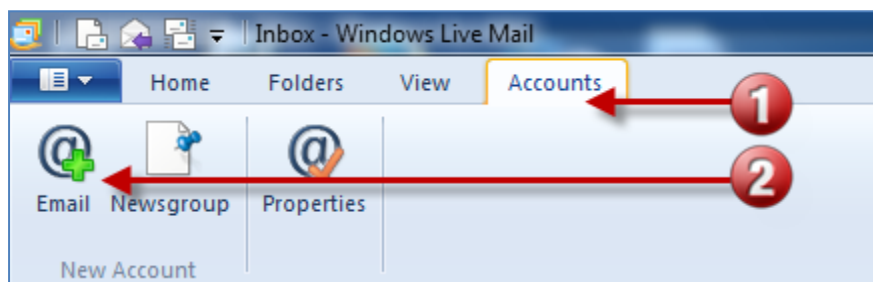 Inbox - Windows Live Mail
Home Folders View Accounts
1
@ @
2
Email Newsgroup Properties
New Account